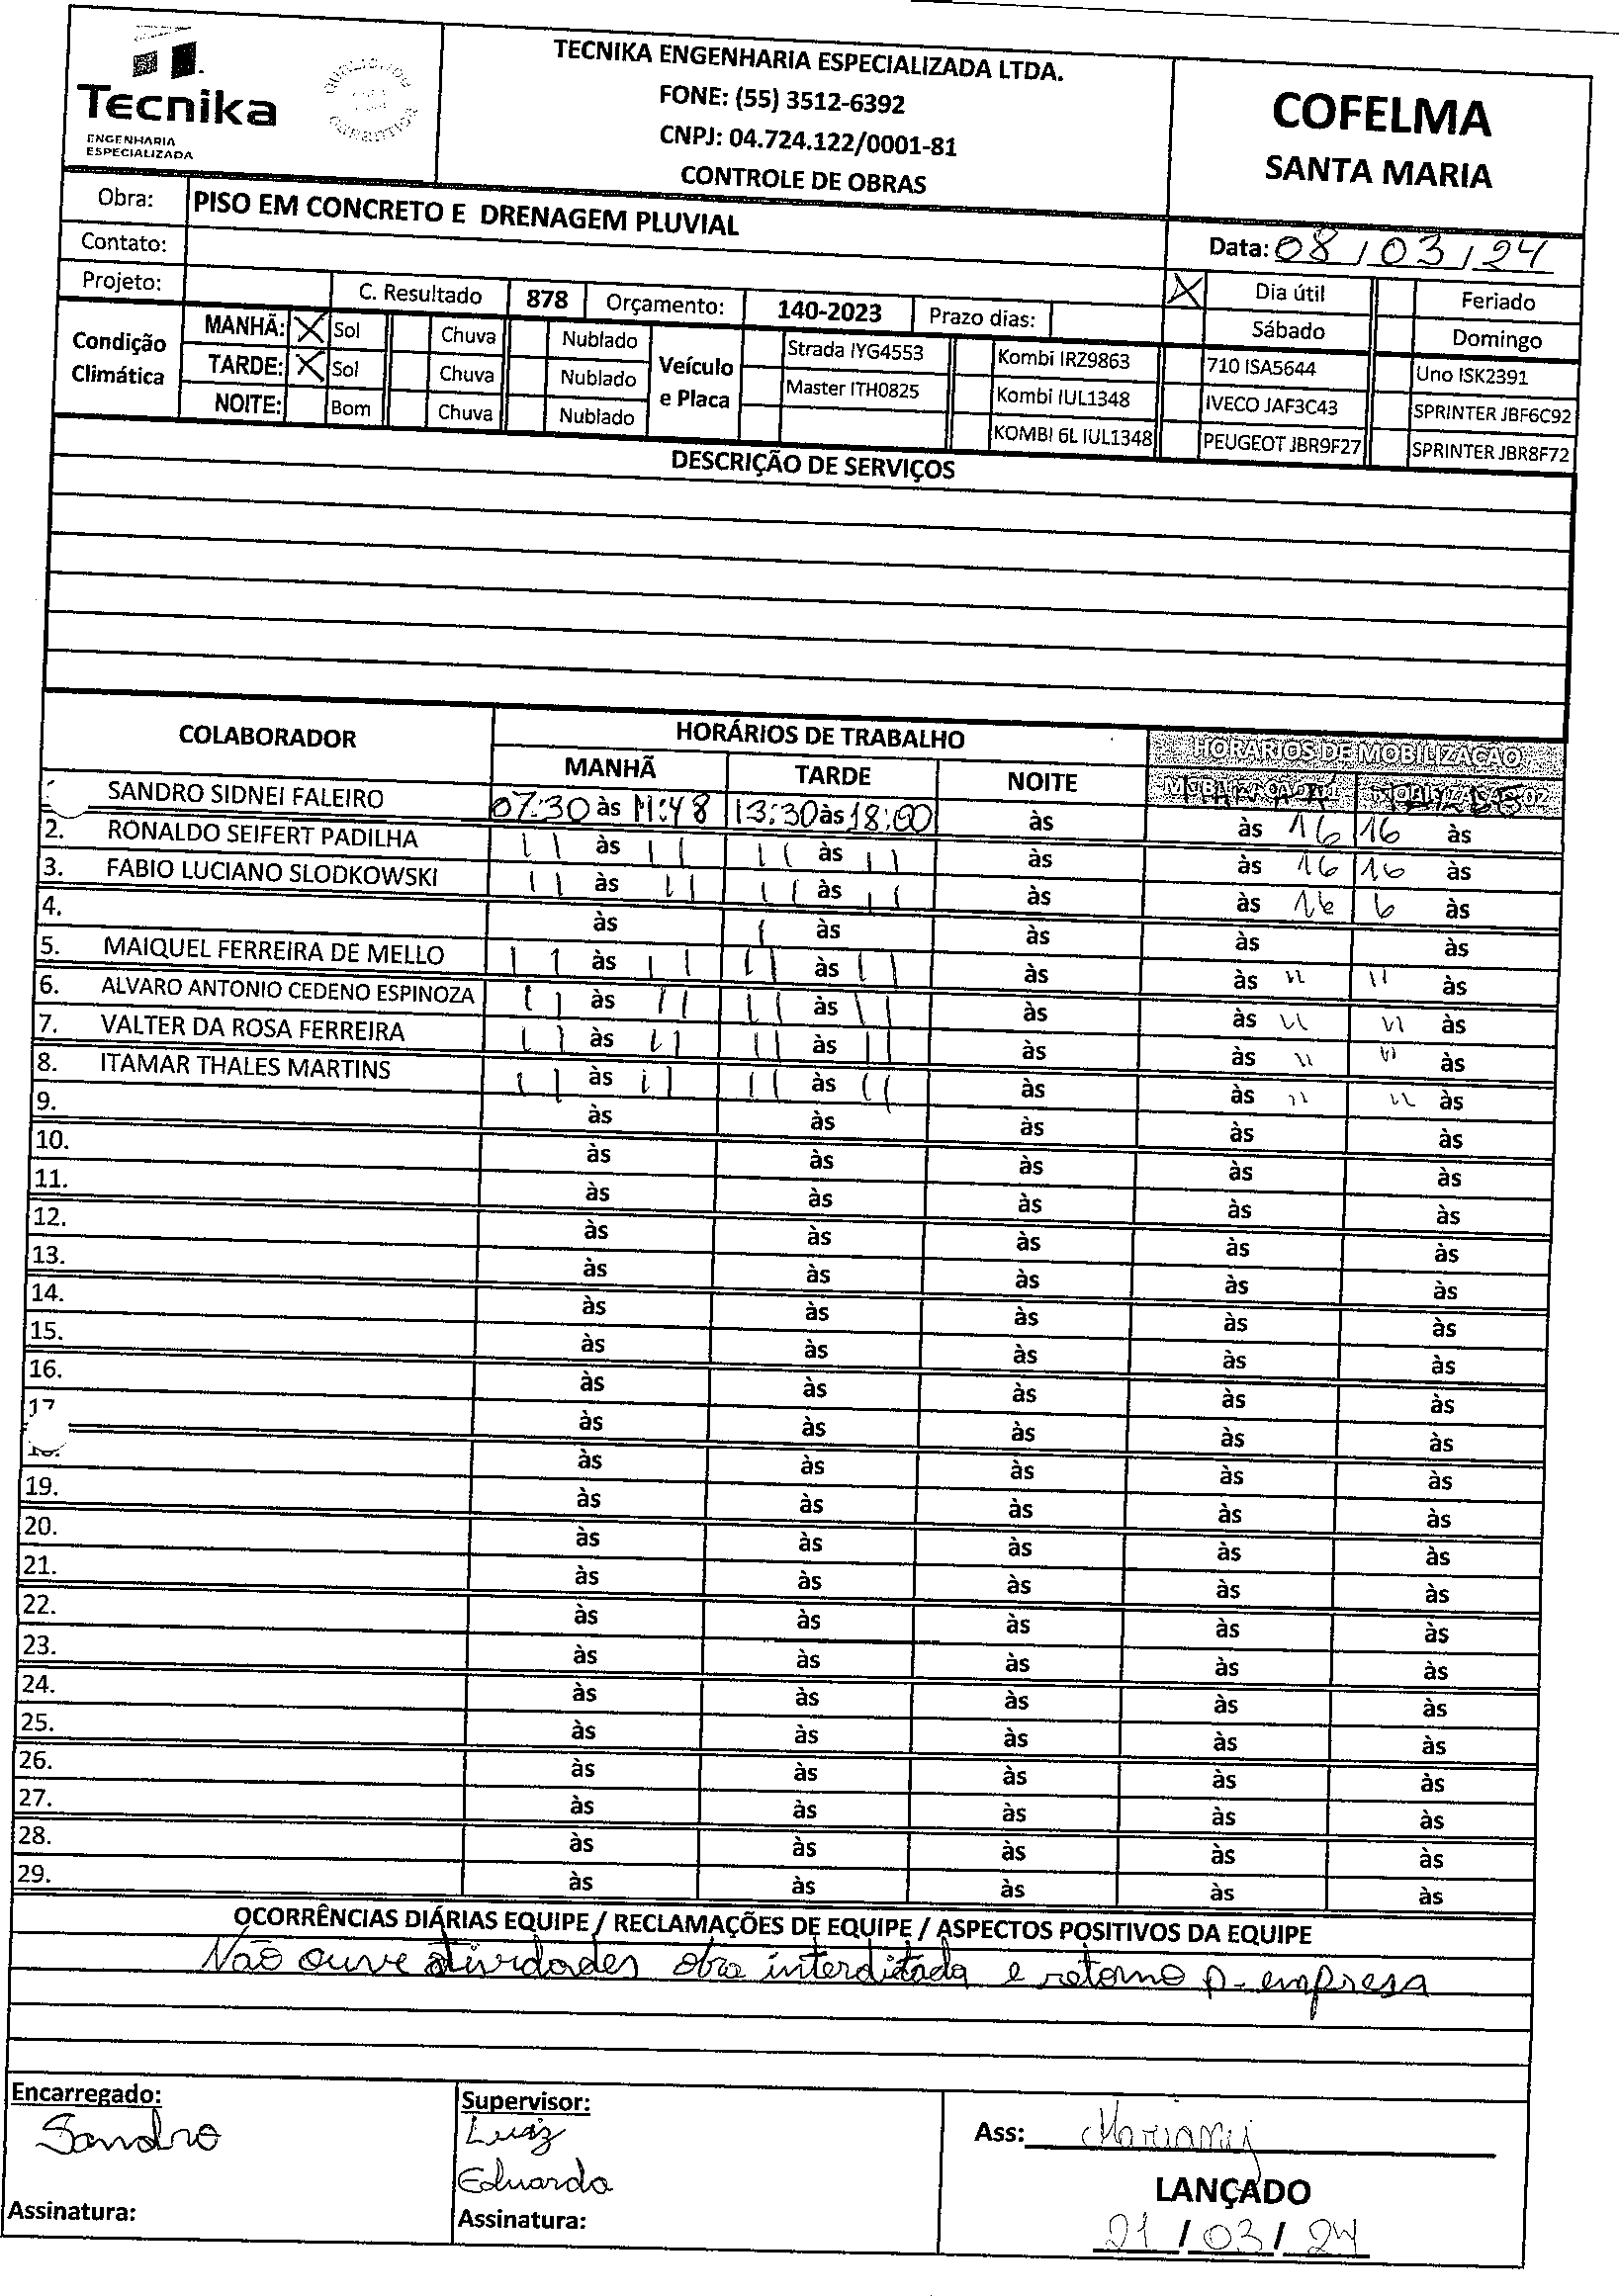 Tecnika
ENGENHARIA
ESPECIALIZADA
TECNIKA ENGENHARIA ESPECIALIZADA LTDA.
FONE: (55) 3512-6392
CNPJ: 04.724.122/0001-81
CONTROLE DE OBRAS
COFELMA
SANTA MARIA
Obra: PISO EM CONCRETO E DRENAGEM PLUVIAL
Contato:
Data: 08/03/24
Projeto: C. Resultado 878 Orçamento: 140-2023 Prazo dias: X Dia útil Feriado
Sábado Domingo
Condição Climática
MANHÃ: X Sol Chuva Nublado
TARDE: X Sol Chuva Nublado
NOITE: Bom Chuva Nublado
Veículo e Placa
Strada IYG4553 Kombi IRZ9863 710 ISA5644 Uno ISK2391
Master ITH0825 Kombi IUL1348 IVECO JAF3C43 SPRINTER JBF6C92
KOMBI 6L IUL1348 PEUGEOT JBR9F27 SPRINTER JBR8F72
DESCRIÇÃO DE SERVIÇOS
COLABORADOR HORÁRIOS DE TRABALHO HORÁRIOS DE MOBILIZAÇÃO
MANHÃ TARDE NOITE
SANDRO SIDNEI FALEIRO 07:30 às 11:48 13:30 às 18:00 às às 16 16 às
2. RONALDO SEIFERT PADILHA 11 às 11 11 às 11 às às 16 16 às
3. FABIO LUCIANO SLODKOWSKI 11 às 11 11 às 11 às às 16 6 às
4. às às às às às
5. MAIQUEL FERREIRA DE MELLO 11 às 11 11 às 11 às às " " às
6. ALVARO ANTONIO CEDENO ESPINOZA 11 às 11 11 às 11 às às " " às
7. VALTER DA ROSA FERREIRA 11 às 11 11 às 11 às às " " às
8. ITAMAR THALES MARTINS 11 às 11 11 às 11 às às " " às
9. às às às às às
10. às às às às às
11. às às às às às
12. às às às às às
13. às às às às às
14. às às às às às
15. às às às às às
16. às às às às às
17 às às às às às
às às às às às
19. às às às às às
20. às às às às às
21. às às às às às
22. às às às às às
23. às às às às às
24. às às às às às
25. às às às às às
26. às às às às às
27. às às às às às
28. às às às às às
29. às às às às às
OCORRÊNCIAS DIÁRIAS EQUIPE / RECLAMAÇÕES DE EQUIPE / ASPECTOS POSITIVOS DA EQUIPE
Não ouve atividades obra interditada e retorno p- empresa
Encarregado: Supervisor:
Sandro Luiz
Eduardo
Ass:
LANÇADO
Assinatura: Assinatura:
21/03/24